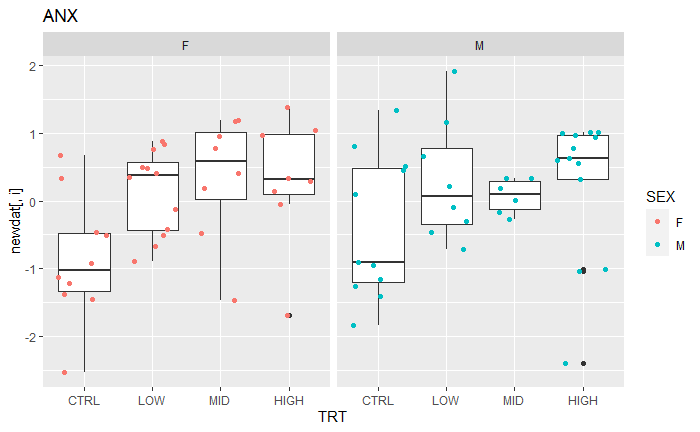 ANX
F
M
2
1
0
-1
-2
newdat[, i]
CTRL
LOW
MID
HIGH
CTRL
LOW
MID
HIGH
TRT
SEX
F
M